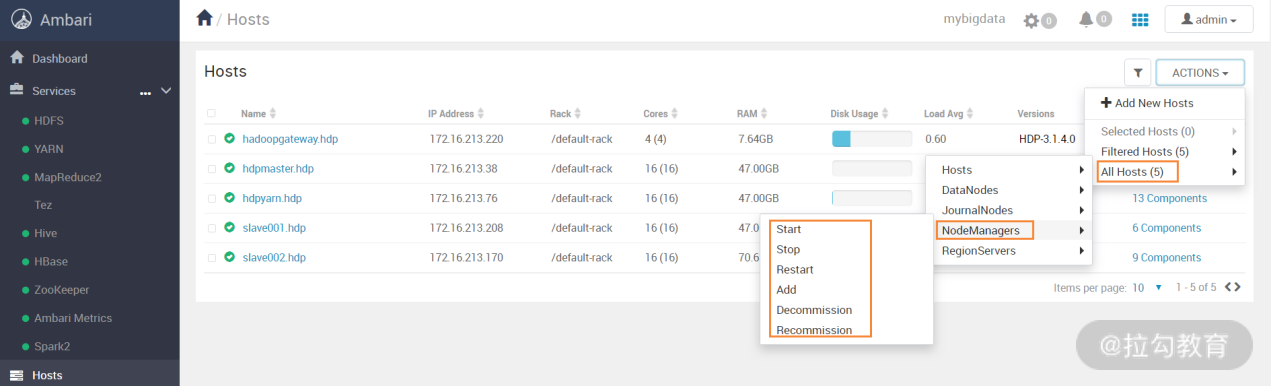 Ambari
/ Hosts
mybigdata
0
0
admin
Dashboard
Services
...
HDFS
YARN
MapReduce2
Tez
Hive
HBase
ZooKeeper
Ambari Metrics
Spark2
Hosts
Hosts
ACTIONS
Name IP Address Rack Cores RAM Disk Usage Load Avg Versions
hadoopgateway.hdp 172.16.213.220 /default-rack 4 (4) 7.64GB 0.60 HDP-3.1.4.0
hdpmaster.hdp 172.16.213.38 /default-rack 16 (16) 47.00GB
hdpyarn.hdp 172.16.213.76 /default-rack 16 (16) 47.00GB 13 Components
slave001.hdp 172.16.213.208 /default-rack 16 (16) 47.0 6 Components
slave002.hdp 172.16.213.170 /default-rack 16 (16) 70.6 9 Components
Items per page: 10 1 - 5 of 5
Add New Hosts
Selected Hosts (0)
Filtered Hosts (5)
All Hosts (5)
Hosts
DataNodes
JournalNodes
NodeManagers
RegionServers
Start
Stop
Restart
Add
Decommission
Recommission
@拉勾教育